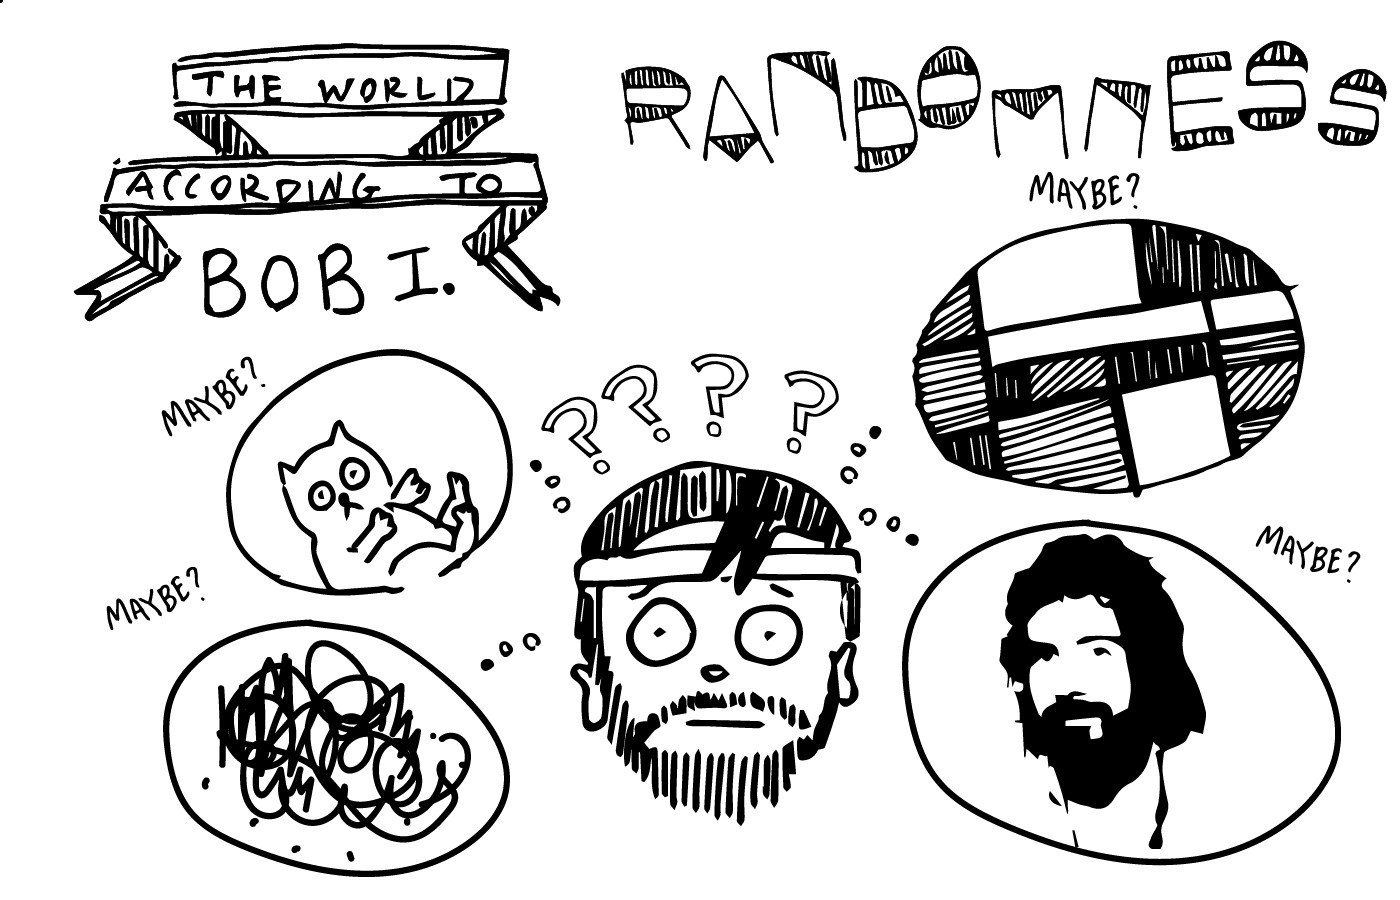 THE WORLD
ACCORDING TO
BOB I.
RANDOMNESS
MAYBE?
MAYBE?
????
MAYBE?
MAYBE?